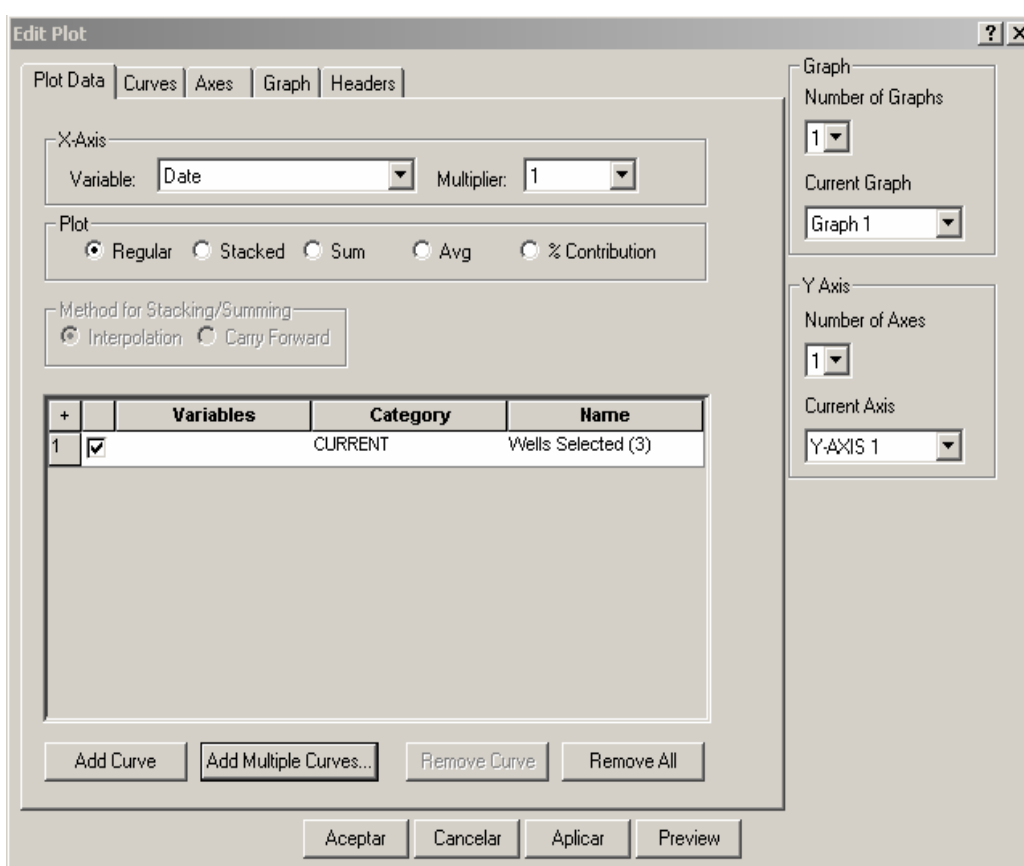 Edit Plot
? X
Plot Data Curves Axes Graph Headers
X-Axis
Variable: Date Multiplier: 1
Plot
Regular Stacked Sum Avg % Contribution
Method for Stacking/Summing
Interpolation Carry Forward
+ Variables Category Name
1 CURRENT Wells Selected (3)
Add Curve Add Multiple Curves... Remove Curve Remove All
Aceptar Cancelar Aplicar Preview
Graph
Number of Graphs
1
Current Graph
Graph 1
Y Axis
Number of Axes
1
Current Axis
Y-AXIS 1